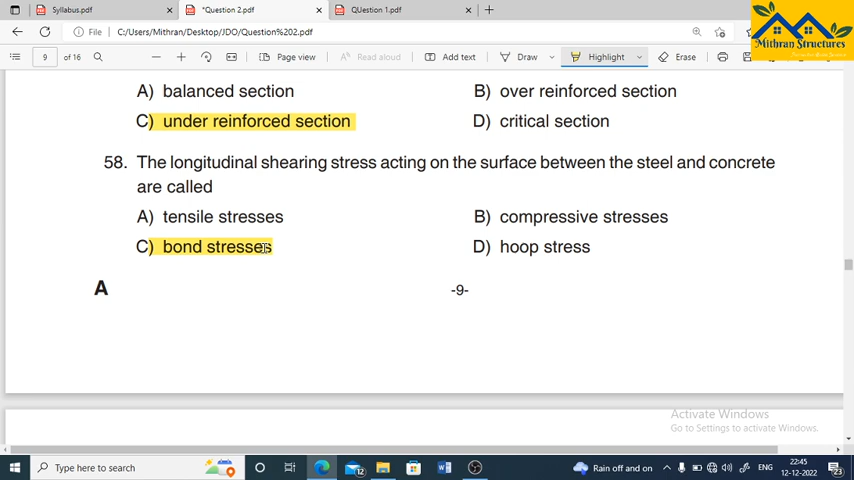 Syllabus.pdf
*Question 2.pdf
QUestion 1.pdf
File
C:/Users/Mithran/Desktop/JDO/Question%202.pdf
Mithran Structures
9 of 16
Page view
Read aloud
Add text
Draw
Highlight
Erase
A) balanced section
B) over reinforced section
C) under reinforced section
D) critical section
58. The longitudinal shearing stress acting on the surface between the steel and concrete
are called
A) tensile stresses
B) compressive stresses
C) bond stresses
D) hoop stress
A
-9-
Activate Windows
Go to Settings to activate Windows.
Type here to search
12
Rain off and on
ENG
22:45
12-12-2022
23